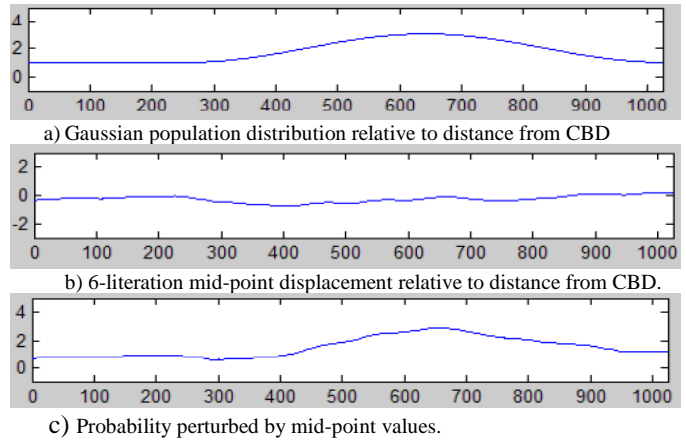 4
2
0
0 100 200 300 400 500 600 700 800 900 1000
a) Gaussian population distribution relative to distance from CBD
2
0
-2
0 100 200 300 400 500 600 700 800 900 1000
b) 6-literation mid-point displacement relative to distance from CBD.
4
2
0
0 100 200 300 400 500 600 700 800 900 1000
c) Probability perturbed by mid-point values.